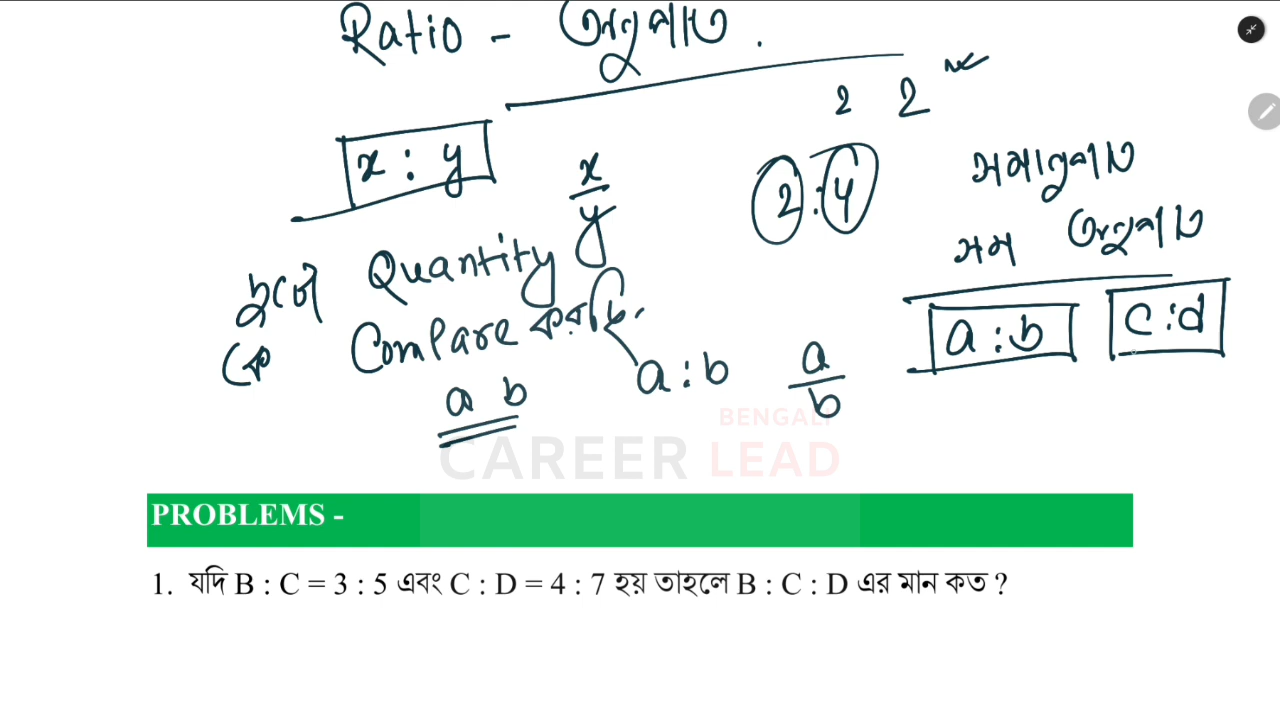 Ratio - অনুপাত .
x : y
x/y
2 2
2 : 4
সমানুপাত
সম অনুপাত
দুটো Quantity
কে Compare করছি.
a b
a : b
a/b
a : b
c : d
BENGALI
CAREER LEAD
PROBLEMS -
1. যদি B : C = 3 : 5 এবং C : D = 4 : 7 হয় তাহলে B : C : D এর মান কত ?